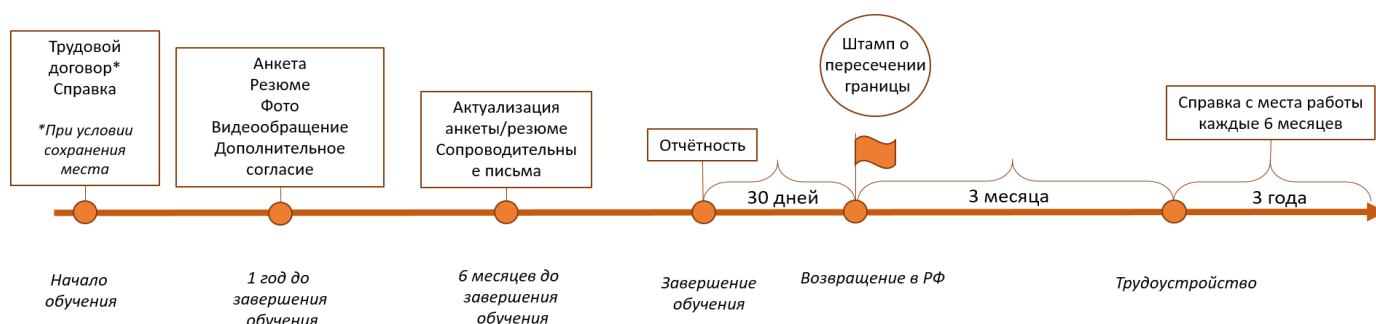 Трудовой
договор*
Справка
*При условии
сохранения
места
Анкета
Резюме
Фото
Видеообращение
Дополнительное
согласие
Актуализация
анкеты/резюме
Сопроводительны
е письма
Отчётность
Штамп о
пересечении
границы
Справка с места работы
каждые 6 месяцев
30 дней
3 месяца
3 года
Начало
обучения
1 год до
завершения
обучения
6 месяцев до
завершения
обучения
Завершение
обучения
Возвращение в РФ
Трудоустройство